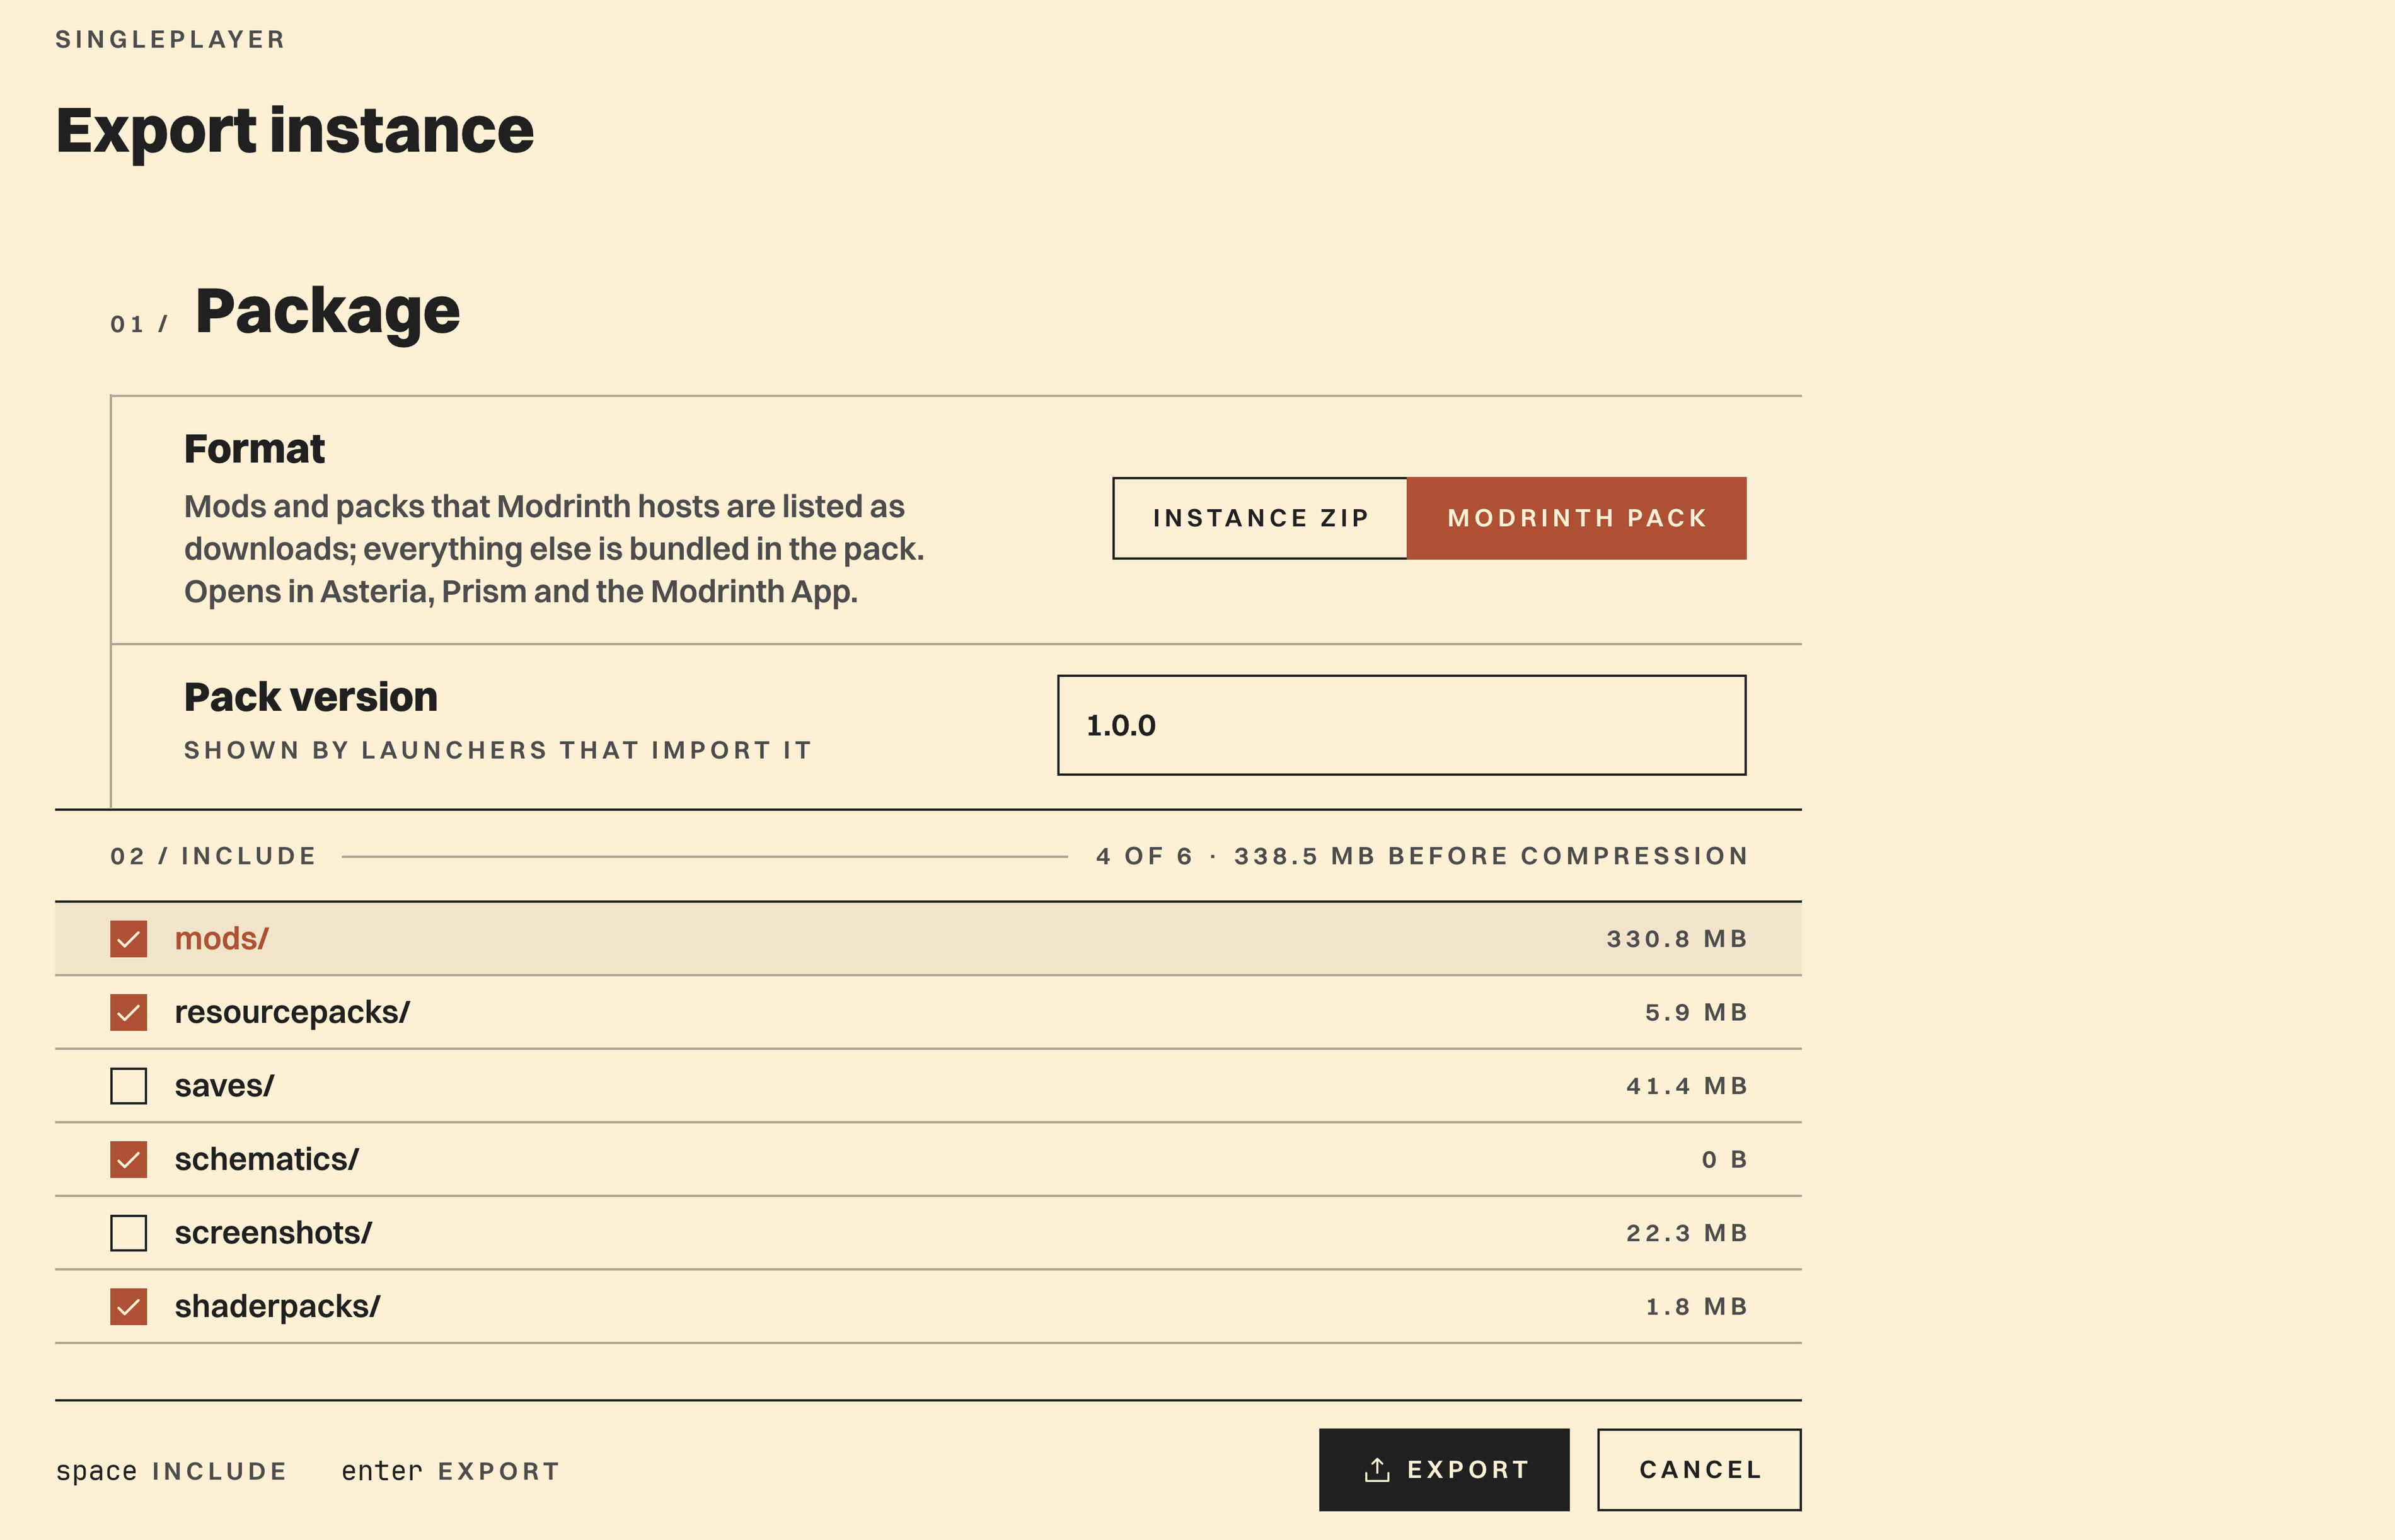 SINGLEPLAYER
Export instance
01 / Package
Format
Mods and packs that Modrinth hosts are listed as
downloads; everything else is bundled in the pack.
Opens in Asteria, Prism and the Modrinth App.
INSTANCE ZIP MODRINTH PACK
Pack version
SHOWN BY LAUNCHERS THAT IMPORT IT
1.0.0
02 / INCLUDE 4 OF 6 · 338.5 MB BEFORE COMPRESSION
mods/ 330.8 MB
resourcepacks/ 5.9 MB
saves/ 41.4 MB
schematics/ 0 B
screenshots/ 22.3 MB
shaderpacks/ 1.8 MB
space INCLUDE enter EXPORT EXPORT CANCEL